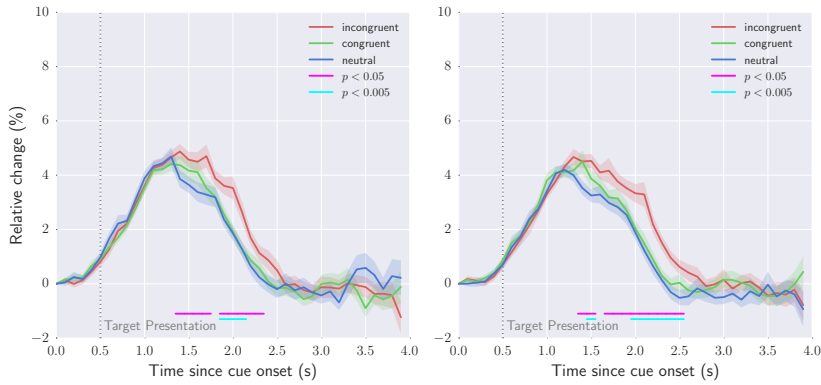 10
8
6
4
2
0
−2
Relative change (%)
incongruent
congruent
neutral
p < 0.05
p < 0.005
Target Presentation
0.0 0.5 1.0 1.5 2.0 2.5 3.0 3.5 4.0
Time since cue onset (s)
10
8
6
4
2
0
−2
incongruent
congruent
neutral
p < 0.05
p < 0.005
Target Presentation
0.0 0.5 1.0 1.5 2.0 2.5 3.0 3.5 4.0
Time since cue onset (s)